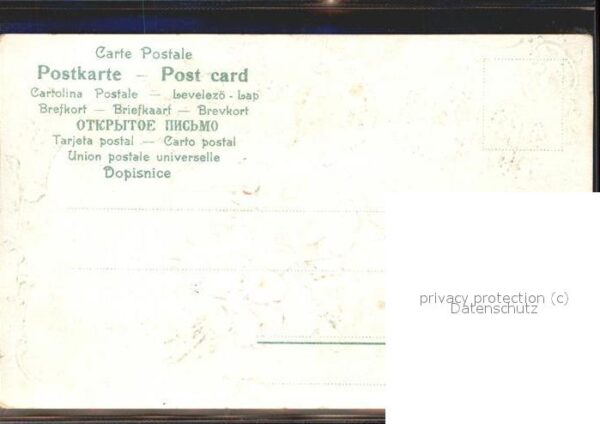 Carte Postale
Postkarte – Post card
Cartolina Postale — Levelező-Lap
Brefkort — Briefkaart — Brevkort
ОТКРЫТОЕ ПИСЬМО
Tarjeta postal — Carto postal
Union postale universelle
Dopisnice
privacy protection (c)
Datenschutz